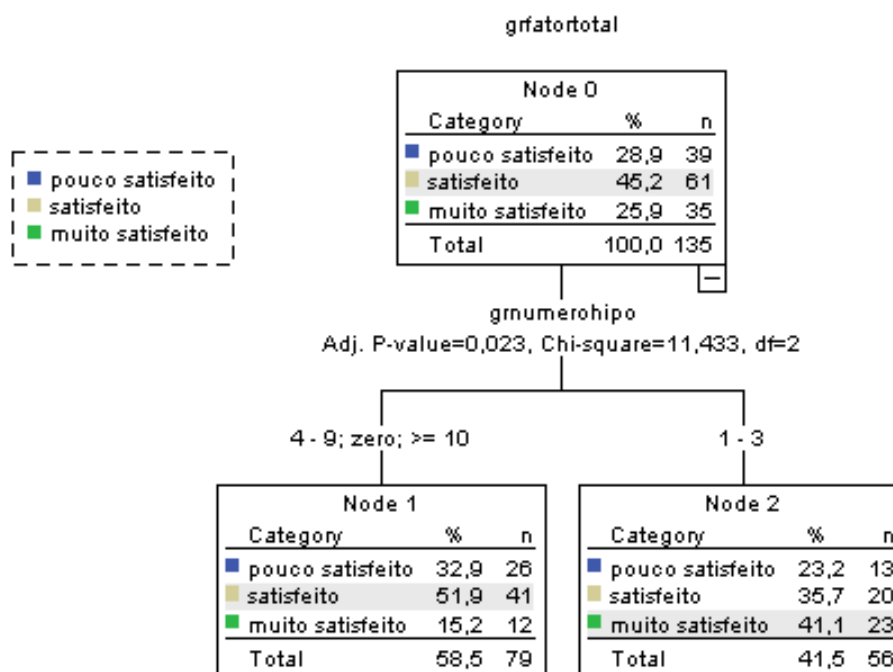 grfatortotal
Node 0
Category % n
pouco satisfeito 28,9 39
satisfeito 45,2 61
muito satisfeito 25,9 35
Total 100,0 135
pouco satisfeito
satisfeito
muito satisfeito
grnumerohipo
Adj. P-value=0,023, Chi-square=11,433, df=2
4 - 9; zero; >= 10
1 - 3
Node 1
Category % n
pouco satisfeito 32,9 26
satisfeito 51,9 41
muito satisfeito 15,2 12
Total 58,5 79
Node 2
Category % n
pouco satisfeito 23,2 13
satisfeito 35,7 20
muito satisfeito 41,1 23
Total 41,5 56